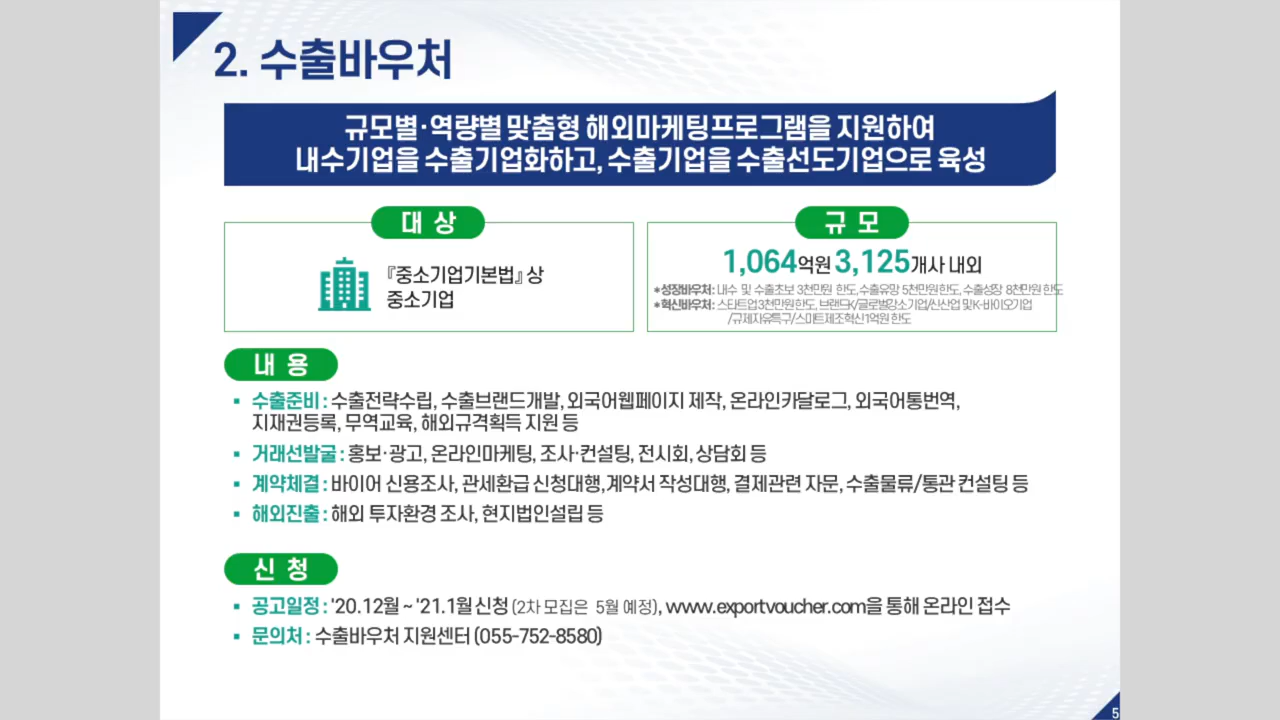 2. 수출바우처
규모별·역량별 맞춤형 해외마케팅프로그램을 지원하여
내수기업을 수출기업화하고, 수출기업을 수출선도기업으로 육성
대 상
『중소기업기본법』상
중소기업
규 모
1,064억원 3,125개사 내외
*성장바우처: 내수 및 수출초보 3천만원 한도, 수출유망 5천만원한도, 수출성장 8천만원 한도
*혁신바우처: 스타트업3천만원한도, 브랜드K/글로벌강소기업/신산업 및 K-바이오기업
/규제자유특구/스마트제조혁신 1억원 한도
내 용
▪ 수출준비 : 수출전략수립, 수출브랜드개발, 외국어웹페이지 제작, 온라인카달로그, 외국어통번역,
지재권등록, 무역교육, 해외규격획득 지원 등
▪ 거래선발굴 : 홍보·광고, 온라인마케팅, 조사·컨설팅, 전시회, 상담회 등
▪ 계약체결 : 바이어 신용조사, 관세환급 신청대행,계약서 작성대행, 결제관련 자문, 수출물류/통관 컨설팅 등
▪ 해외진출 : 해외 투자환경 조사, 현지법인설립 등
신 청
▪ 공고일정 : '20.12월 ~ '21.1월 신청 (2차 모집은 5월 예정), www.exportvoucher.com을 통해 온라인 접수
▪ 문의처 : 수출바우처 지원센터 (055-752-8580)
5